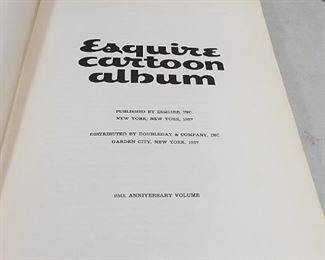 Esquire
cartoon
album
PUBLISHED BY ESQUIRE, INC.
NEW YORK, NEW YORK, 1957
DISTRIBUTED BY DOUBLEDAY & COMPANY, INC.
GARDEN CITY, NEW YORK, 1957
25th ANNIVERSARY VOLUME